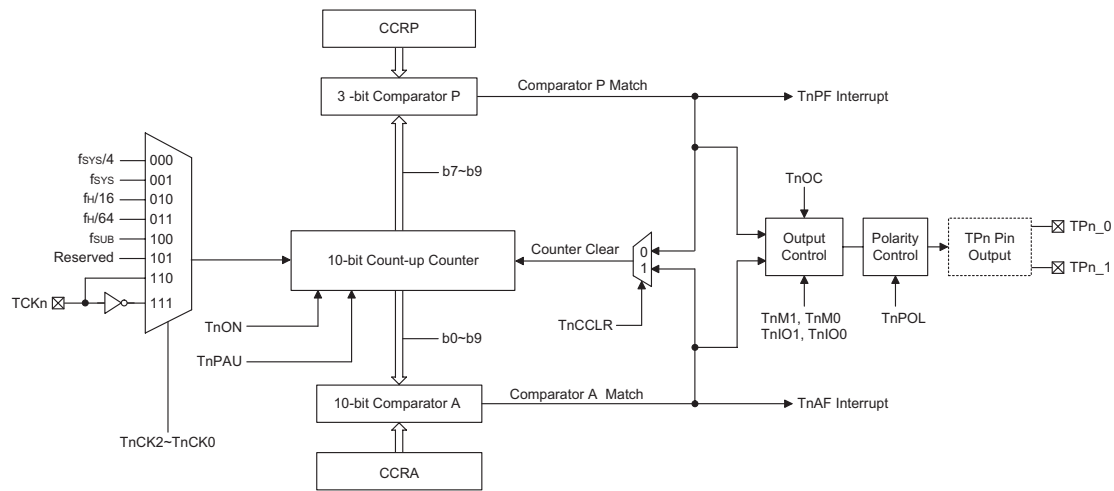 CCRP
3 -bit Comparator P
Comparator P Match
TnPF Interrupt
fSYS/4
000
fSYS
001
fH/16
010
fH/64
011
fSUB
100
Reserved
101
110
111
TCKn
b7~b9
TnOC
10-bit Count-up Counter
Counter Clear
0
1
Output
Control
Polarity
Control
TPn Pin
Output
TPn_0
TPn_1
TnON
TnPAU
b0~b9
TnCCLR
TnM1, TnM0
TnIO1, TnIO0
TnPOL
10-bit Comparator A
Comparator A Match
TnAF Interrupt
TnCK2~TnCK0
CCRA